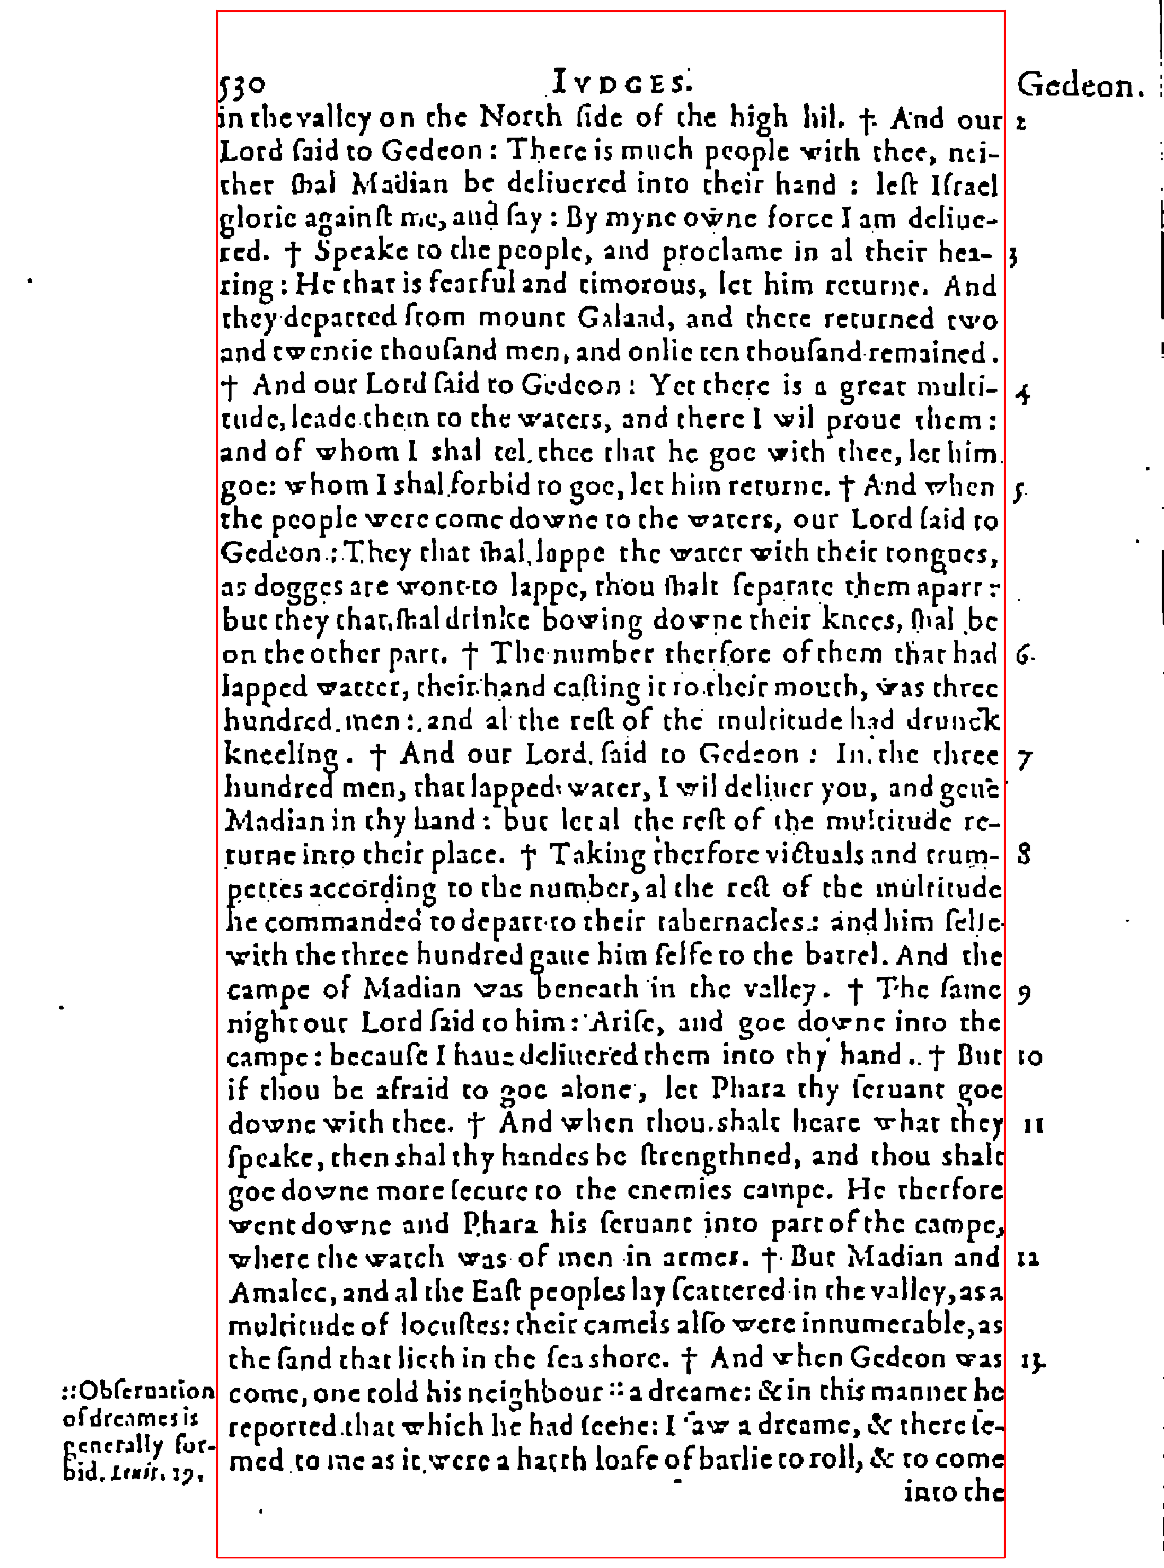 530 IVDGES. Gedeon.
in the valley on the North ſide of the high hil. † And our 2
Lord ſaid to Gedeon: There is much people with thee, nei-
ther ſhal Madian be deliuered into their hand: leſt Iſrael
glorie againſt me, and ſay: By myne owne force I am deliue-
red. † Speake to the people, and proclame in al their hea- 3
ring: He that is fearful and timorous, let him returne. And
they departed from mount Galaad, and there returned two
and twentie thouſand men, and onlie ten thouſand remained.
† And our Lord ſaid to Gedeon: Yet there is a great multi- 4
tude, leade them to the waters, and there I wil proue them:
and of whom I shal tel thee that he goe with thee, let him
goe: whom I shal forbid to goe, let him returne. † And when 5
the people were come downe to the waters, our Lord ſaid to
Gedeon: They that ſhal lappe the water with their tongues,
as dogges are wont to lappe, thou ſhalt ſeparate them apart:
but they that ſhal drinke bowing downe their knees, ſhal be
on the other part. † The number therfore of them that had 6
lapped watter, their hand caſting it to their mouth, was three
hundred men: and al the reſt of the multitude had drunck
kneeling. † And our Lord ſaid to Gedeon: In the three 7
hundred men, that lapped water, I wil deliuer you, and geue
Madian in thy hand: but let al the reſt of the multitude re-
turne into their place. † Taking therfore victuals and trum- 8
pettes according to the number, al the reſt of the multitude
he commanded to depart to their tabernacles: and him ſelfe
with the three hundred gaue him ſelfe to the battel. And the
campe of Madian was beneath in the valley. † The ſame 9
night our Lord ſaid to him: Ariſe, and goe downe into the
campe: becauſe I haue deliuered them into thy hand. † But 10
if thou be afraid to goe alone, let Phara thy ſeruant goe
downe with thee. † And when thou shalt heare what they 11
ſpeake, then shal thy handes be ſtrengthned, and thou shalt
goe downe more ſecure to the enemies campe. He therfore
went downe and Phara his ſeruant into part of the campe,
where the watch was of men in armes. † But Madian and 12
Amalec, and al the Eaſt peoples lay ſcattered in the valley, as a
multitude of locuſtes: their camels alſo were innumerable, as
the ſand that lieth in the ſea shore. † And when Gedeon was 13
come, one told his neighbour :: a dreame: & in this manner he
reported that which he had ſeene: I ſaw a dreame, & there ſe-
med to me as it were a hatth loafe of barlie to roll, & to come
into the
::Obſeruation
of dreames is
generally for-
bid. Leuit. 19.